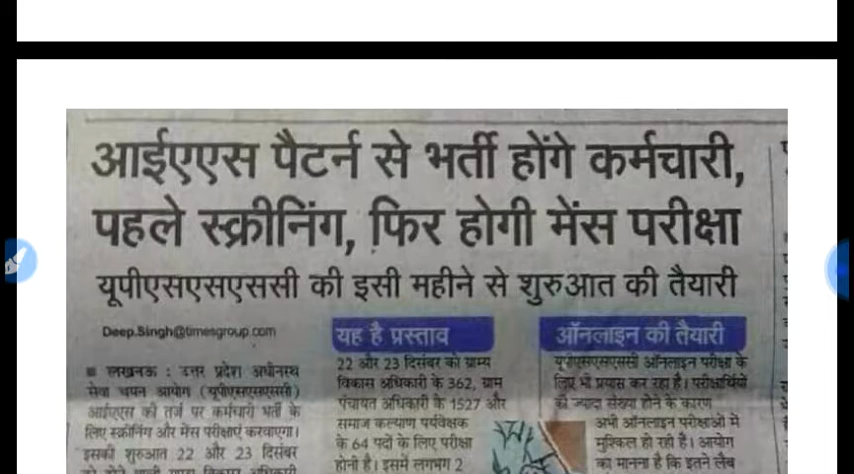 आईएएस पैटर्न से भर्ती होंगे कर्मचारी,
पहले स्क्रीनिंग, फिर होगी मेंस परीक्षा
यूपीएसएसएससी की इसी महीने से शुरुआत की तैयारी
Deep.Singh@timesgroup.com
■ लखनऊ : उत्तर प्रदेश अधीनस्थ
सेवा चयन आयोग (यूपीएसएसएससी)
आईएएस की तर्ज पर कर्मचारी भर्ती के
लिए स्क्रीनिंग और मेंस परीक्षाएं करवाएगा।
इसकी शुरुआत 22 और 23 दिसंबर
यह है प्रस्ताव
22 और 23 दिसंबर को ग्राम्य
विकास अधिकारी के 362, ग्राम
पंचायत अधिकारी के 1527 और
समाज कल्याण पर्यवेक्षक
के 64 पदों के लिए परीक्षा
होनी है। इसमें लगभग 2
ऑनलाइन की तैयारी
यूपीएसएसएससी ऑनलाइन परीक्षा के
लिए भी प्रयास कर रहा है। परीक्षार्थियों
की ज्यादा संख्या होने के कारण
अभी ऑनलाइन परीक्षाओं में
मुश्किल हो रही है। आयोग
का मानना है कि इतने लैब